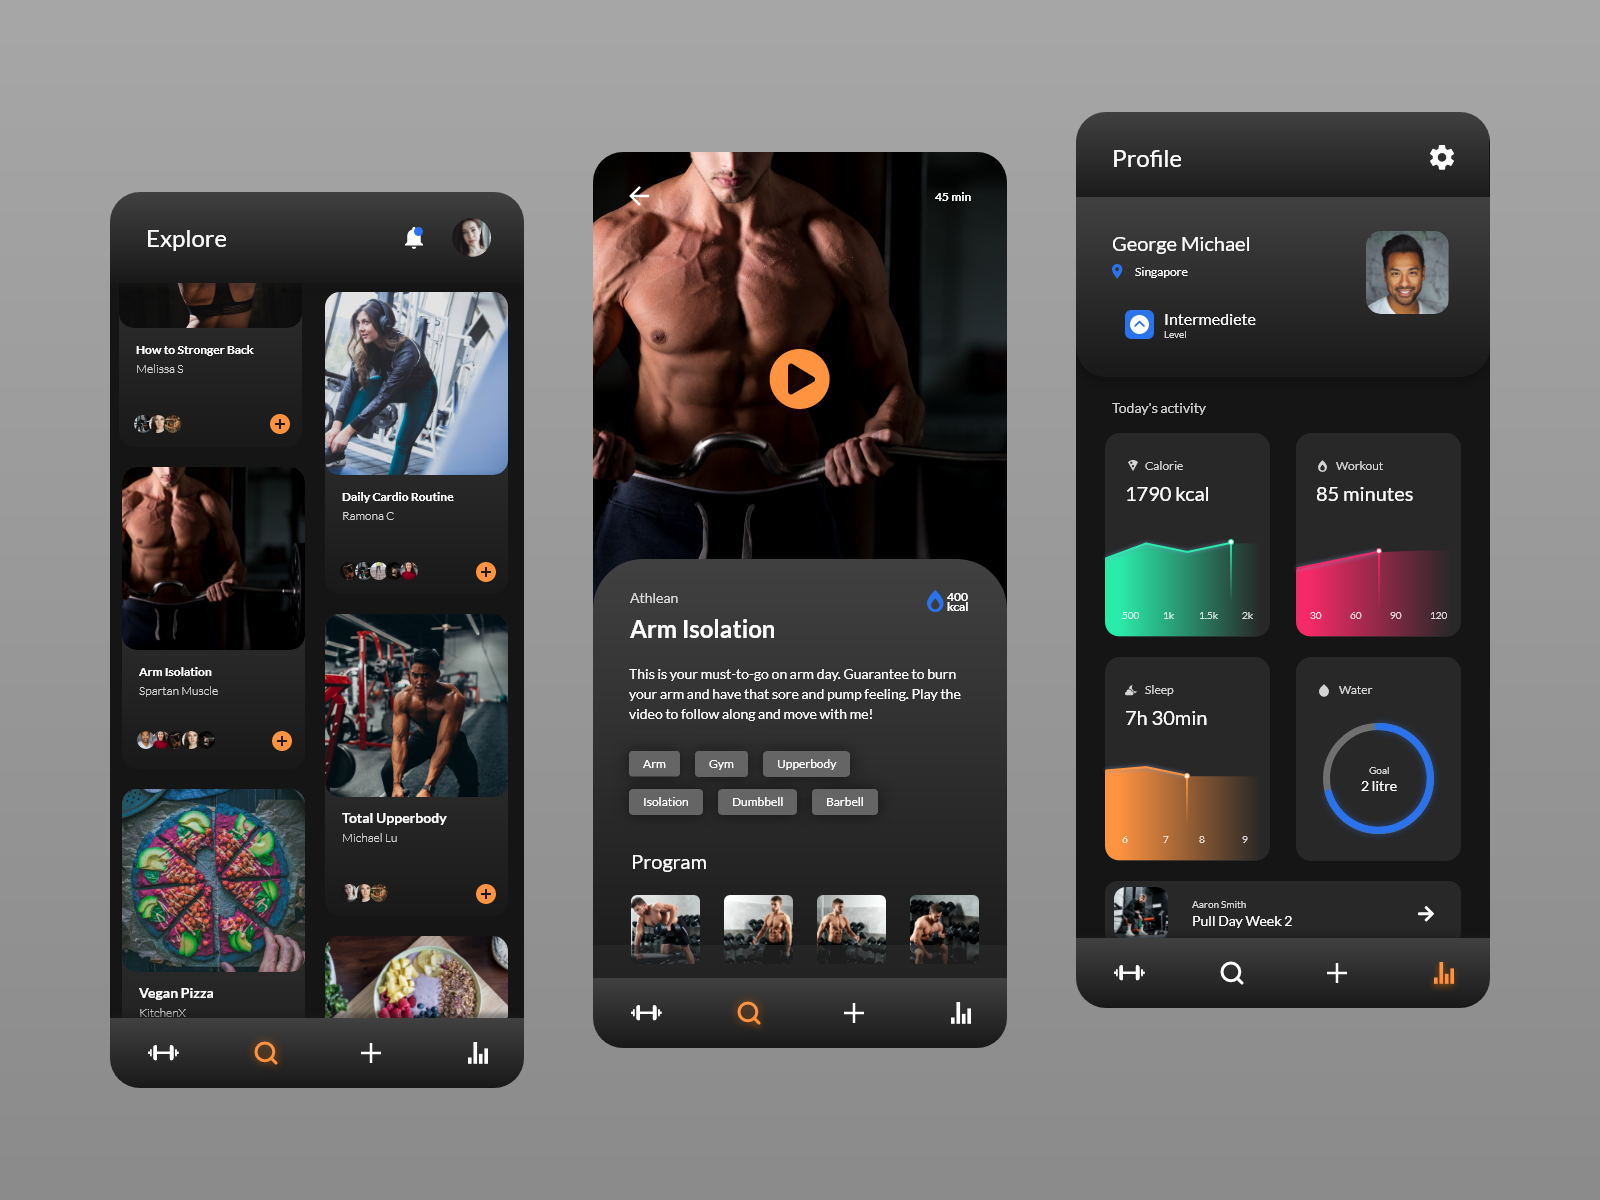 Explore
How to Stronger Back
Melissa S
Arm Isolation
Spartan Muscle
Vegan Pizza
KitchenX
Daily Cardio Routine
Ramona C
Total Upperbody
Michael Lu
45 min
Athlean
400
kcal
Arm Isolation
This is your must-to-go on arm day. Guarantee to burn
your arm and have that sore and pump feeling. Play the
video to follow along and move with me!
Arm Gym Upperbody
Isolation Dumbbell Barbell
Program
Profile
George Michael
Singapore
Intermediete
Level
Today's activity
Calorie
1790 kcal
500 1k 1.5k 2k
Workout
85 minutes
30 60 90 120
Sleep
7h 30min
6 7 8 9
Water
Goal
2 litre
Aaron Smith
Pull Day Week 2